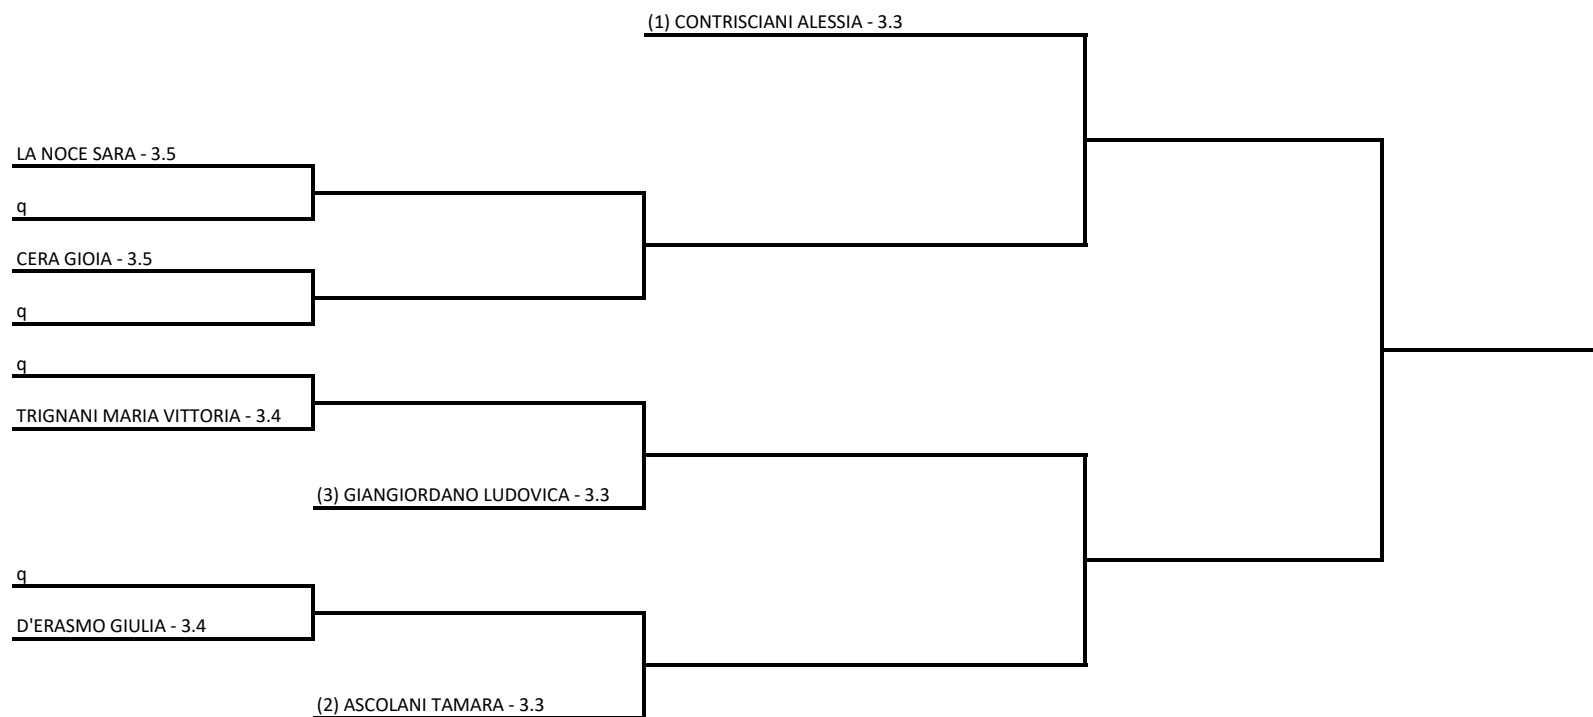 (1) CONTRISCIANI ALESSIA - 3.3
LA NOCE SARA - 3.5
q
CERA GIOIA - 3.5
q
q
TRIGNANI MARIA VITTORIA - 3.4
(3) GIANGIORDANO LUDOVICA - 3.3
q
D'ERASMO GIULIA - 3.4
(2) ASCOLANI TAMARA - 3.3